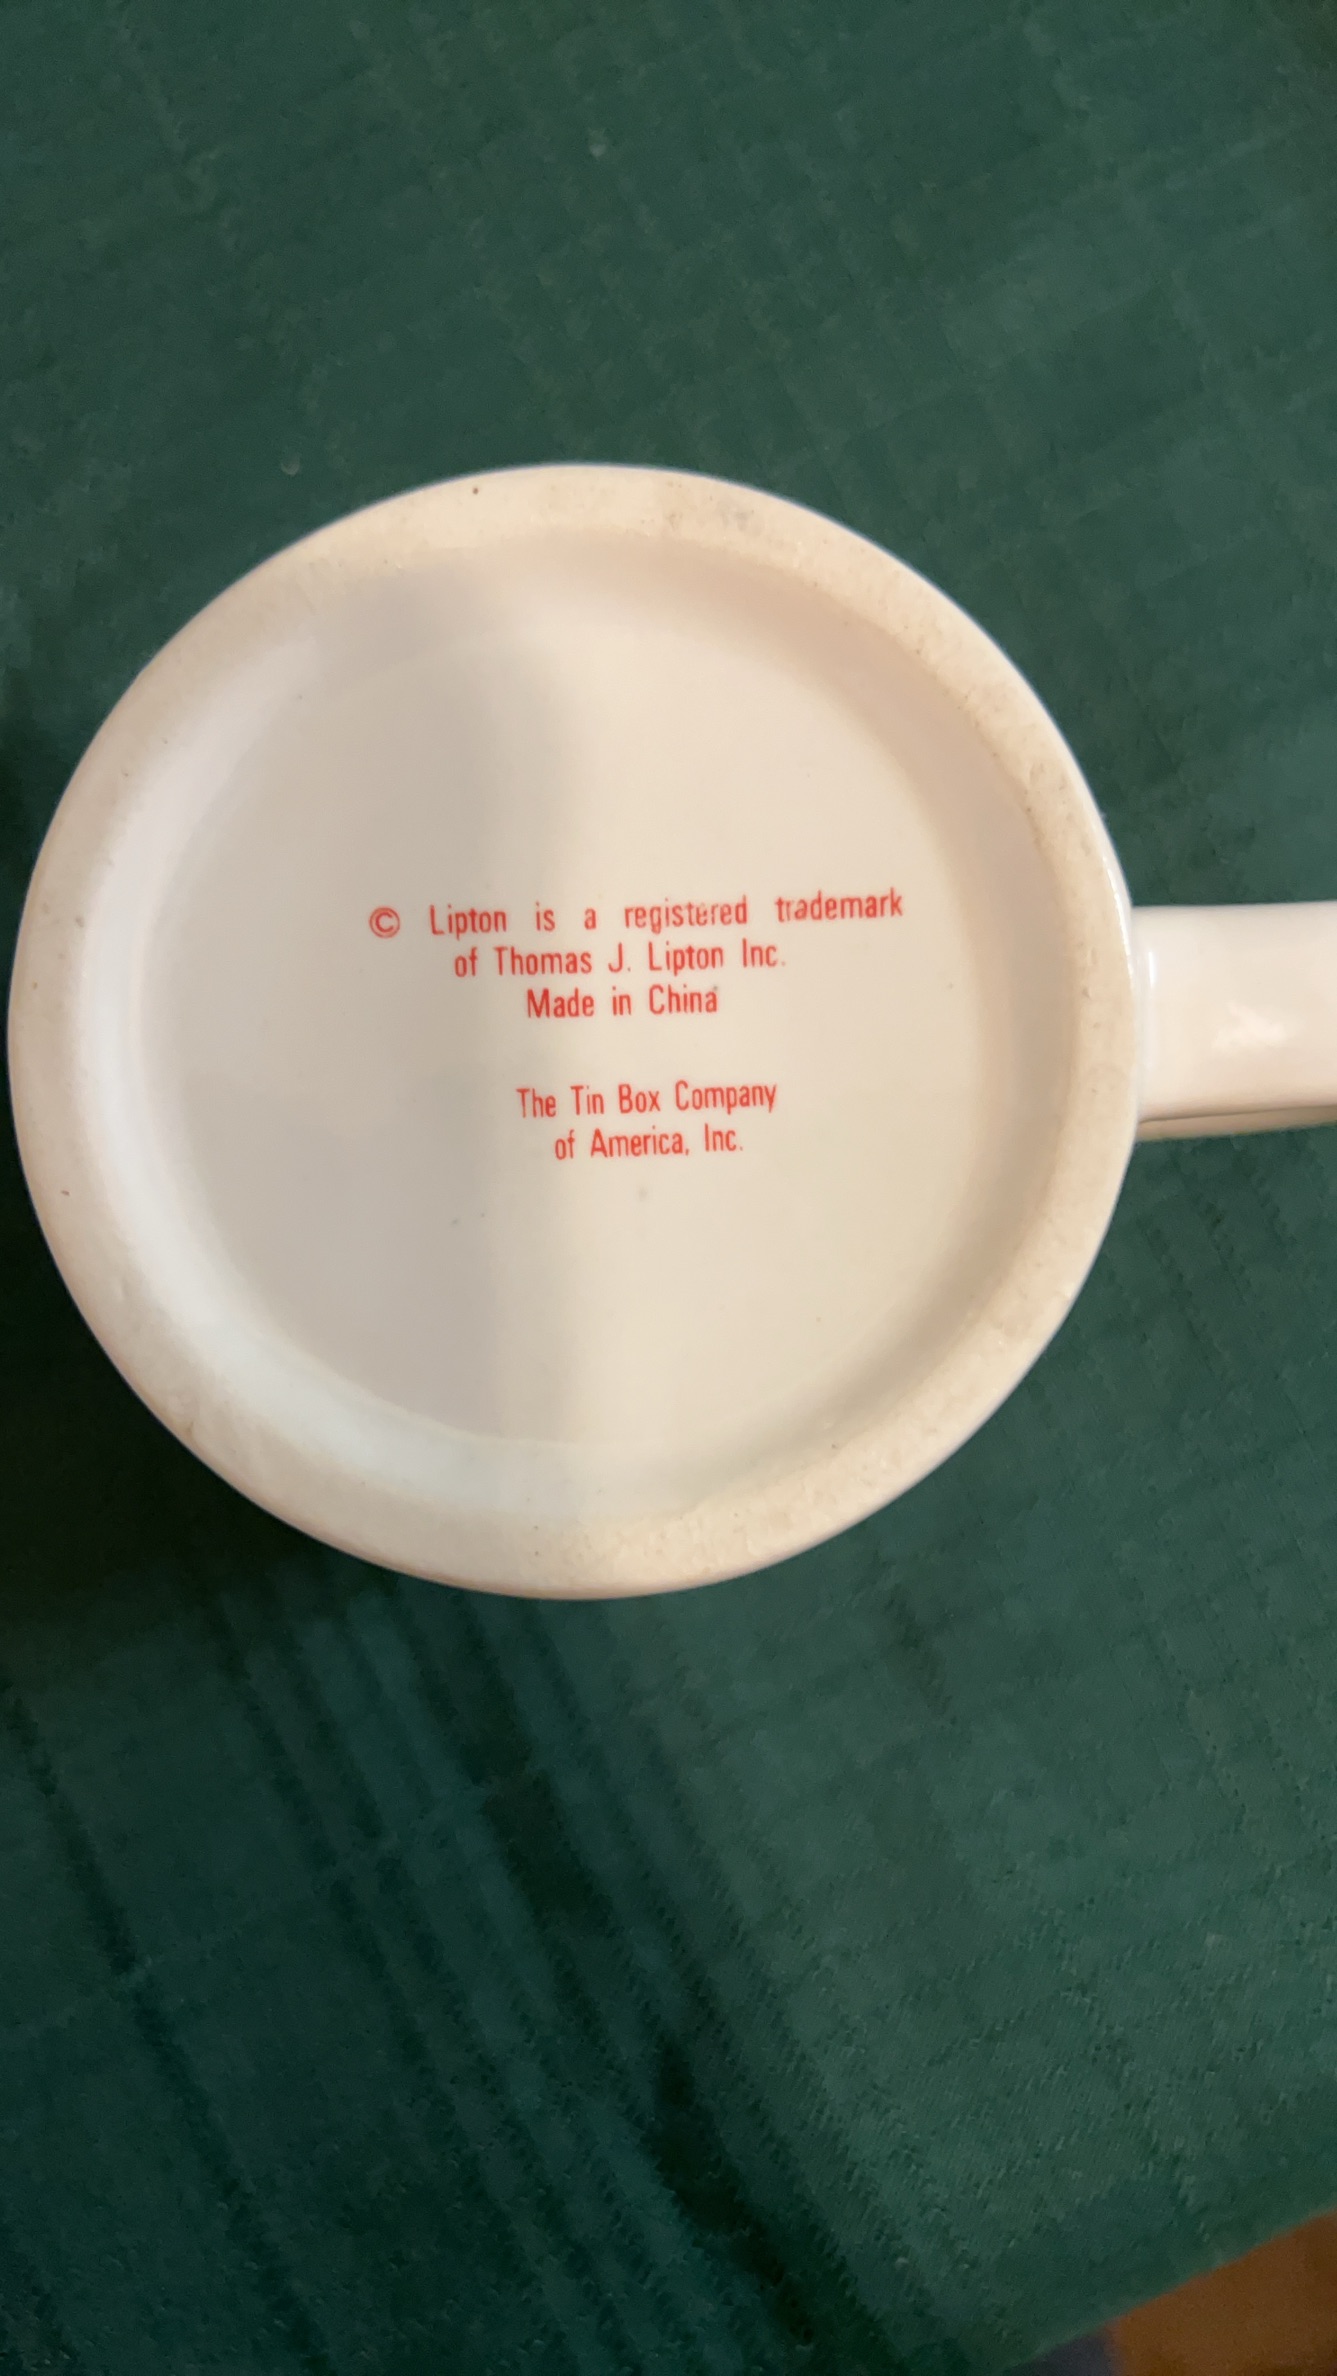 © Lipton is a registered trademark
of Thomas J. Lipton Inc.
Made in China
The Tin Box Company
of America, Inc.